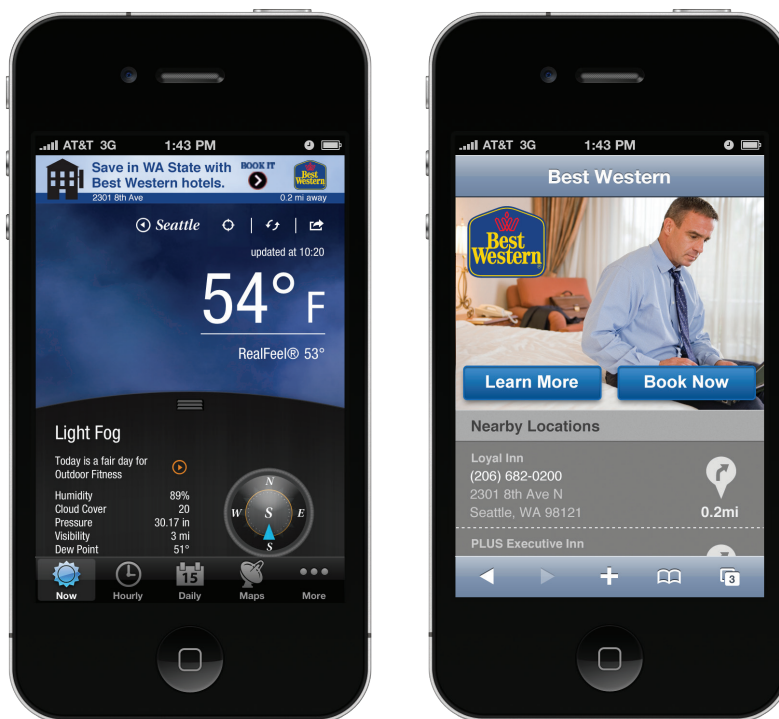 AT&T 3G 1:43 PM
Save in WA State with
Best Western hotels.
BOOK IT
Best
Western
2301 8th Ave 0.2 mi away
Seattle
updated at 10:20
54° F
RealFeel® 53°
Light Fog
Today is a fair day for
Outdoor Fitness
Humidity 89%
Cloud Cover 20
Pressure 30.17 in
Visibility 3 mi
Dew Point 51°
N
W S E
S
15
Now Hourly Daily Maps More
AT&T 3G 1:43 PM
Best Western
Best
Western
Learn More Book Now
Nearby Locations
Loyal Inn
(206) 682-0200
2301 8th Ave N
Seattle, WA 98121 0.2mi
PLUS Executive Inn
3